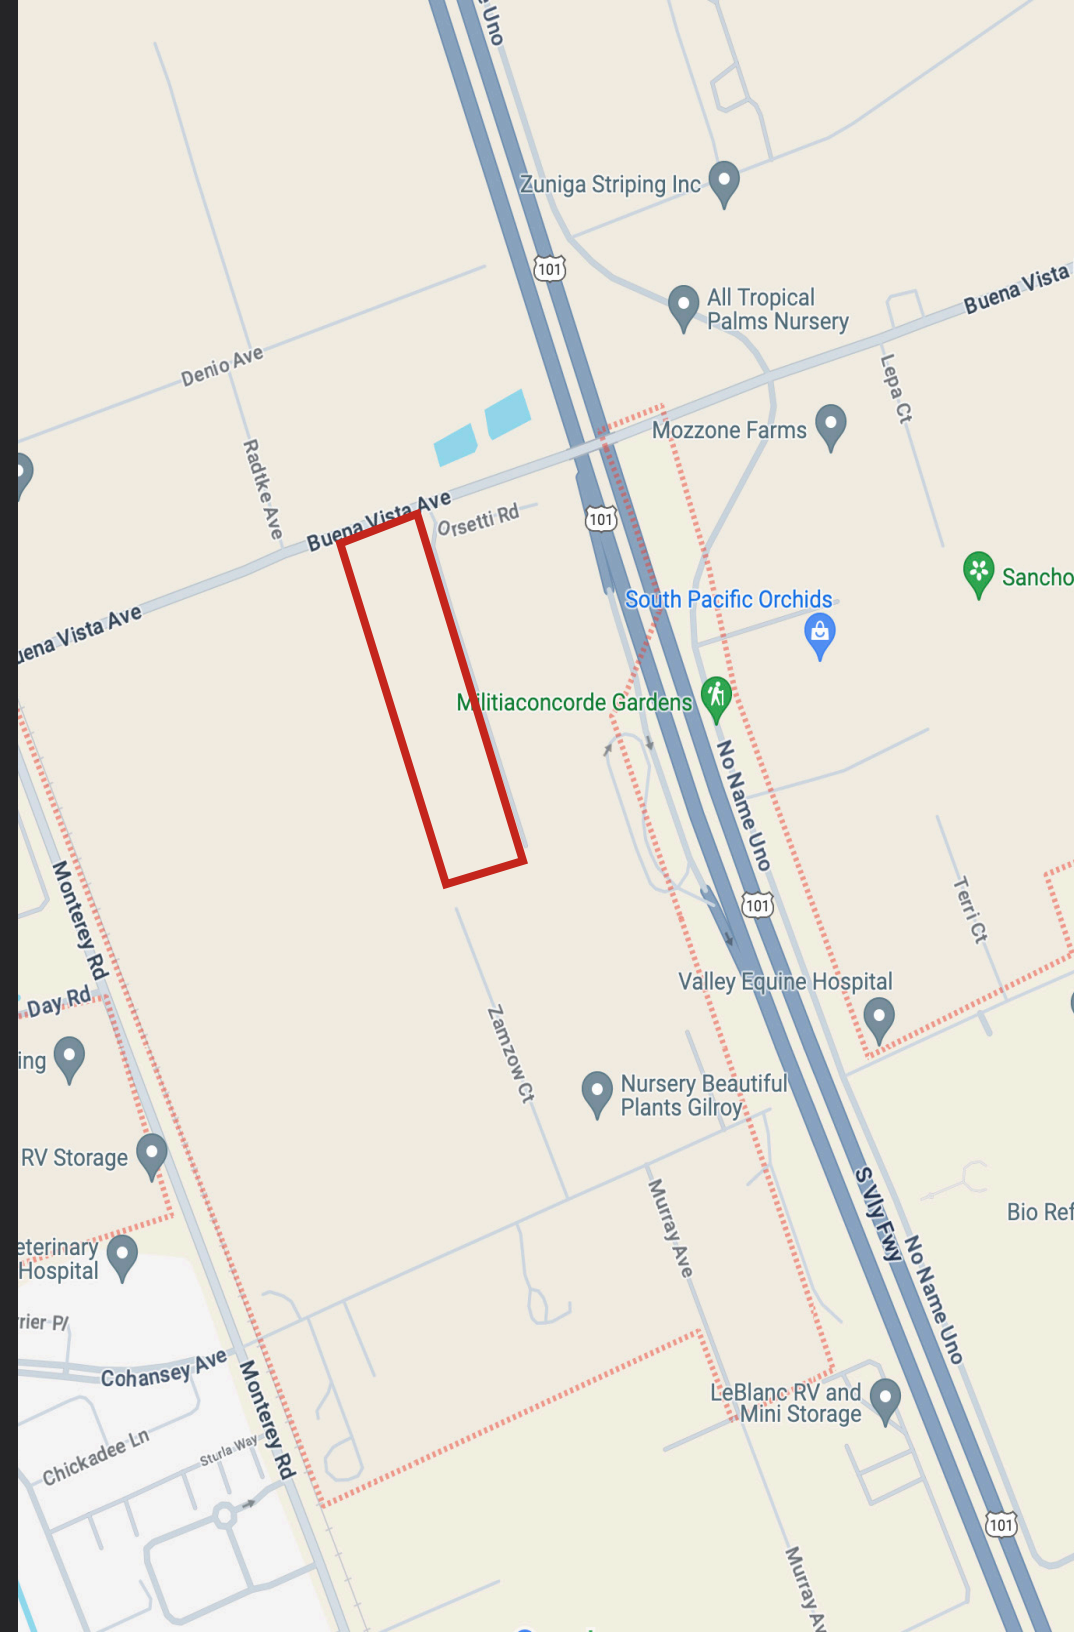 e Uno
Zuniga Striping Inc
101
All Tropical
Palms Nursery
Buena Vista
Denio Ave
Lepa Ct
Mozzone Farms
Radtke Ave
Buena Vista Ave
Orsetti Rd
101
Sancho
South Pacific Orchids
uena Vista Ave
Militiaconcorde Gardens
No Name Uno
Monterey Rd
Terri Ct
101
Valley Equine Hospital
Day Rd
ing
Zamzow Ct
Nursery Beautiful
Plants Gilroy
RV Storage
S Vly Fwy
Murray Ave
Bio Ref
eterinary
Hospital
No Name Uno
rrier Pl
Cohansey Ave
Monterey Rd
LeBlanc RV and
Mini Storage
Chickadee Ln
Sturla Way
101
Murray Av